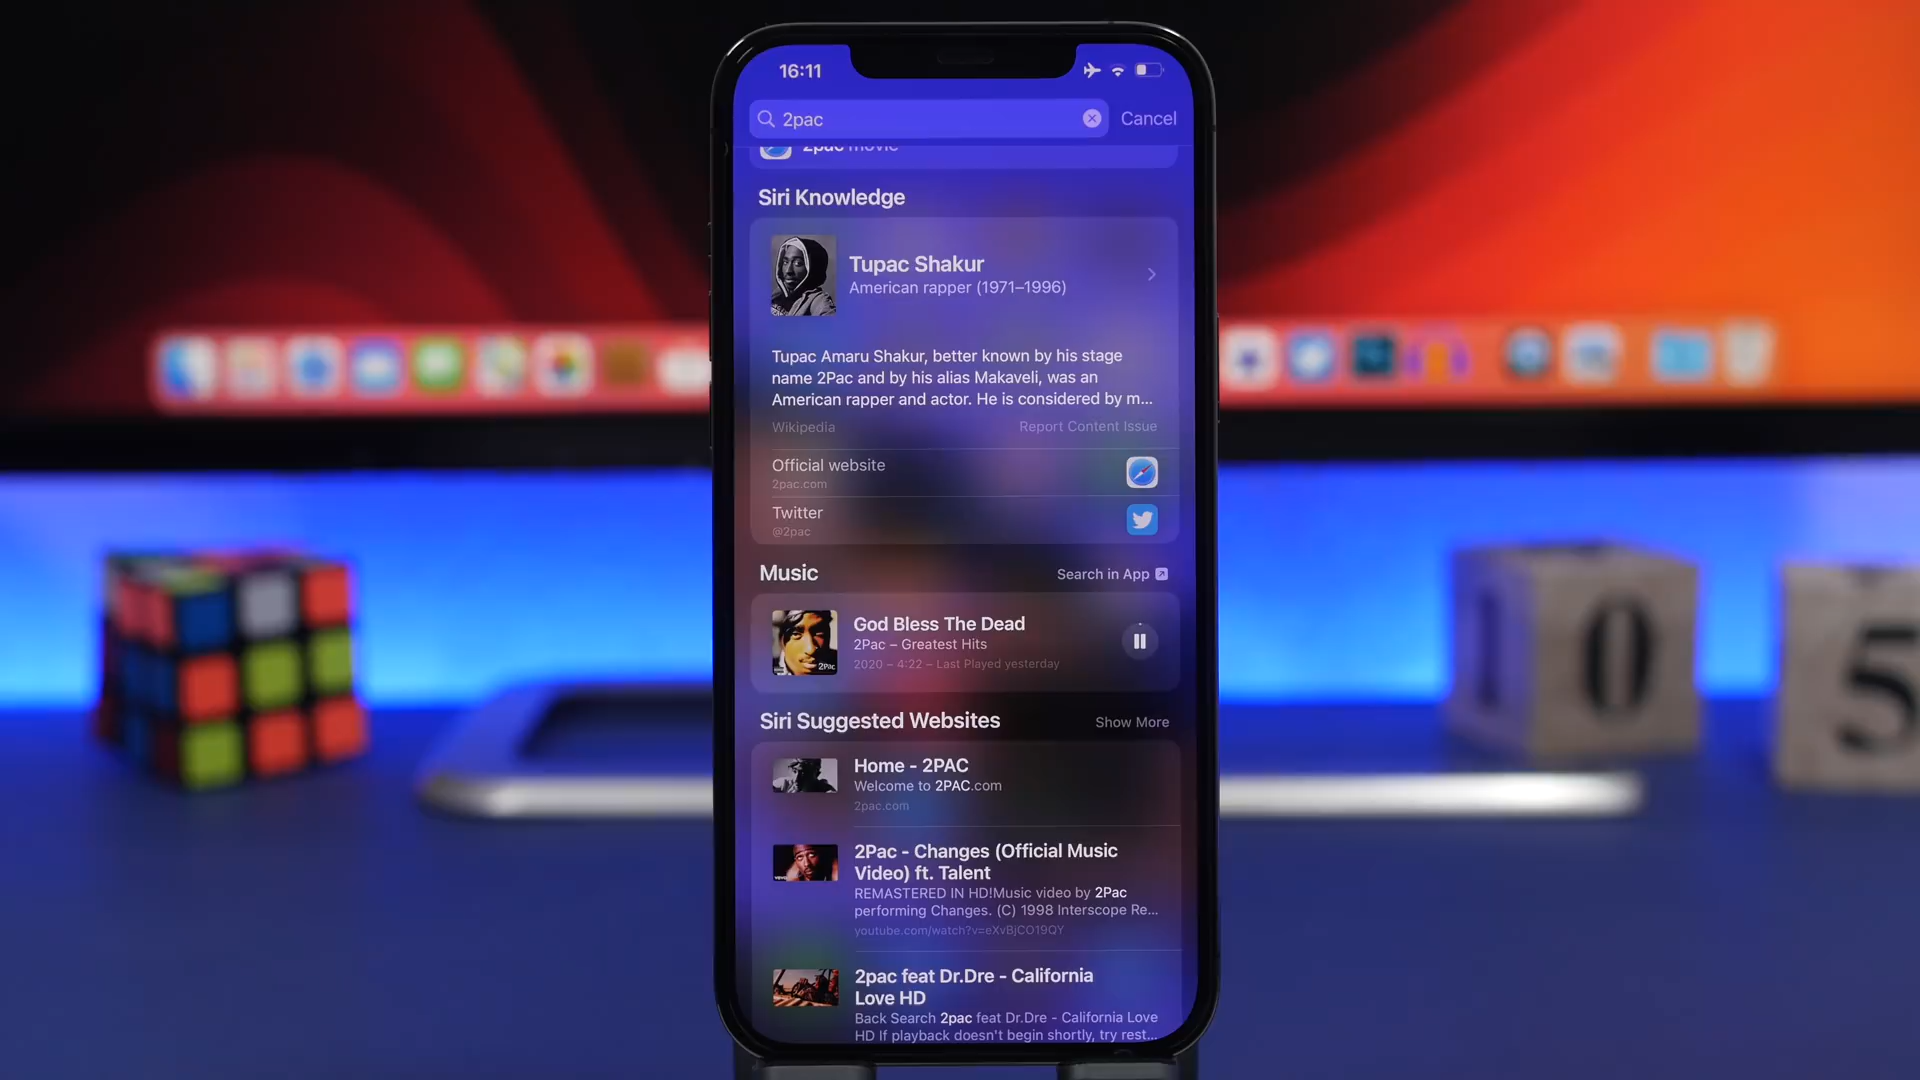 16:11
2pac
Cancel
2pac movie
Siri Knowledge
Tupac Shakur
American rapper (1971–1996)
Tupac Amaru Shakur, better known by his stage
name 2Pac and by his alias Makaveli, was an
American rapper and actor. He is considered by m...
Wikipedia
Report Content Issue
Official website
2pac.com
Twitter
@2pac
Music
Search in App
God Bless The Dead
2Pac – Greatest Hits
2020 – 4:22 – Last Played yesterday
2PAC
Siri Suggested Websites
Show More
Home - 2PAC
Welcome to 2PAC.com
2pac.com
2Pac - Changes (Official Music
Video) ft. Talent
REMASTERED IN HD!Music video by 2Pac
performing Changes. (C) 1998 Interscope Re...
youtube.com/watch?v=eXvBjCO19QY
2pac feat Dr.Dre - California
Love HD
Back Search 2pac feat Dr.Dre - California Love
HD If playback doesn't begin shortly, try rest...
1 0 5